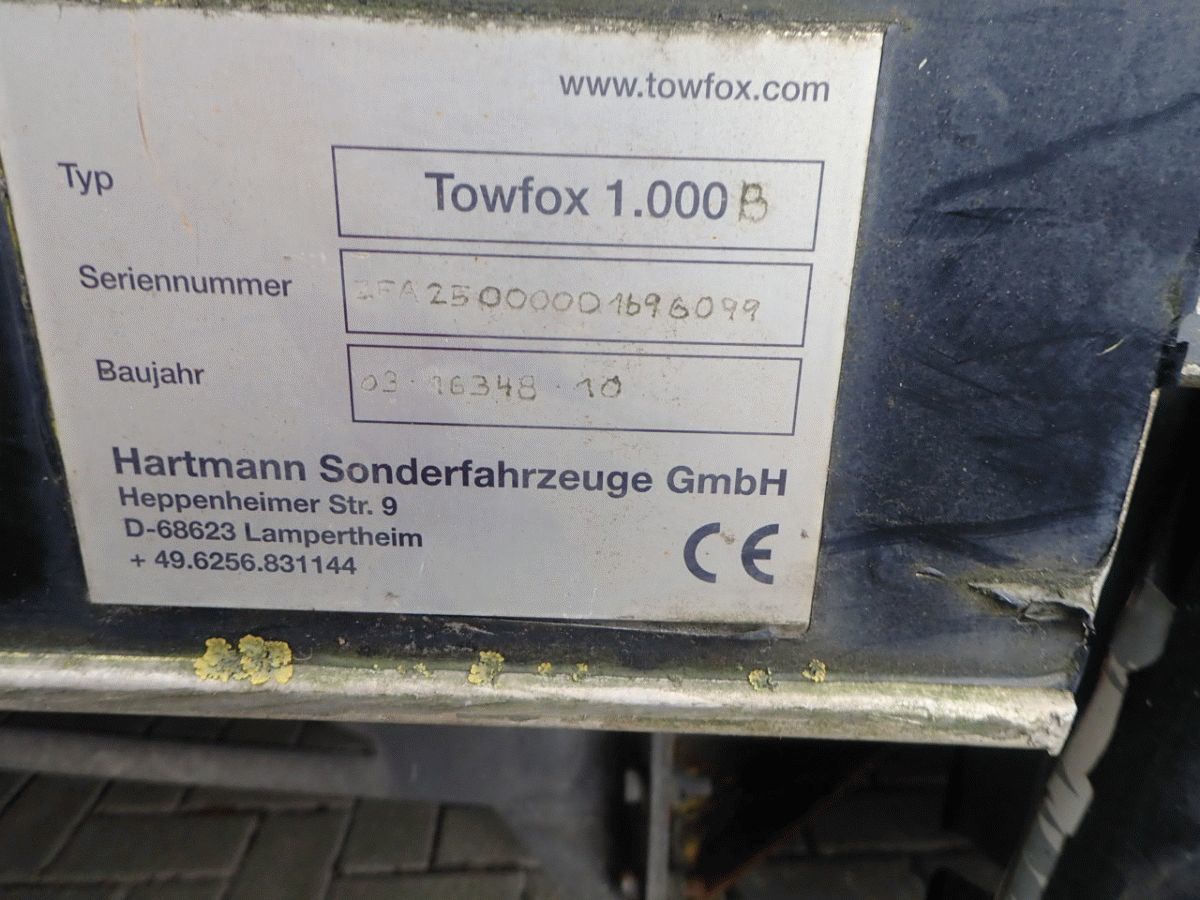 www.towfox.com
Typ Towfox 1.000 B
Seriennummer ZFA25000001696099
Baujahr 03 · 16348 · 10
Hartmann Sonderfahrzeuge GmbH
Heppenheimer Str. 9
D-68623 Lampertheim
+ 49.6256.831144
CE